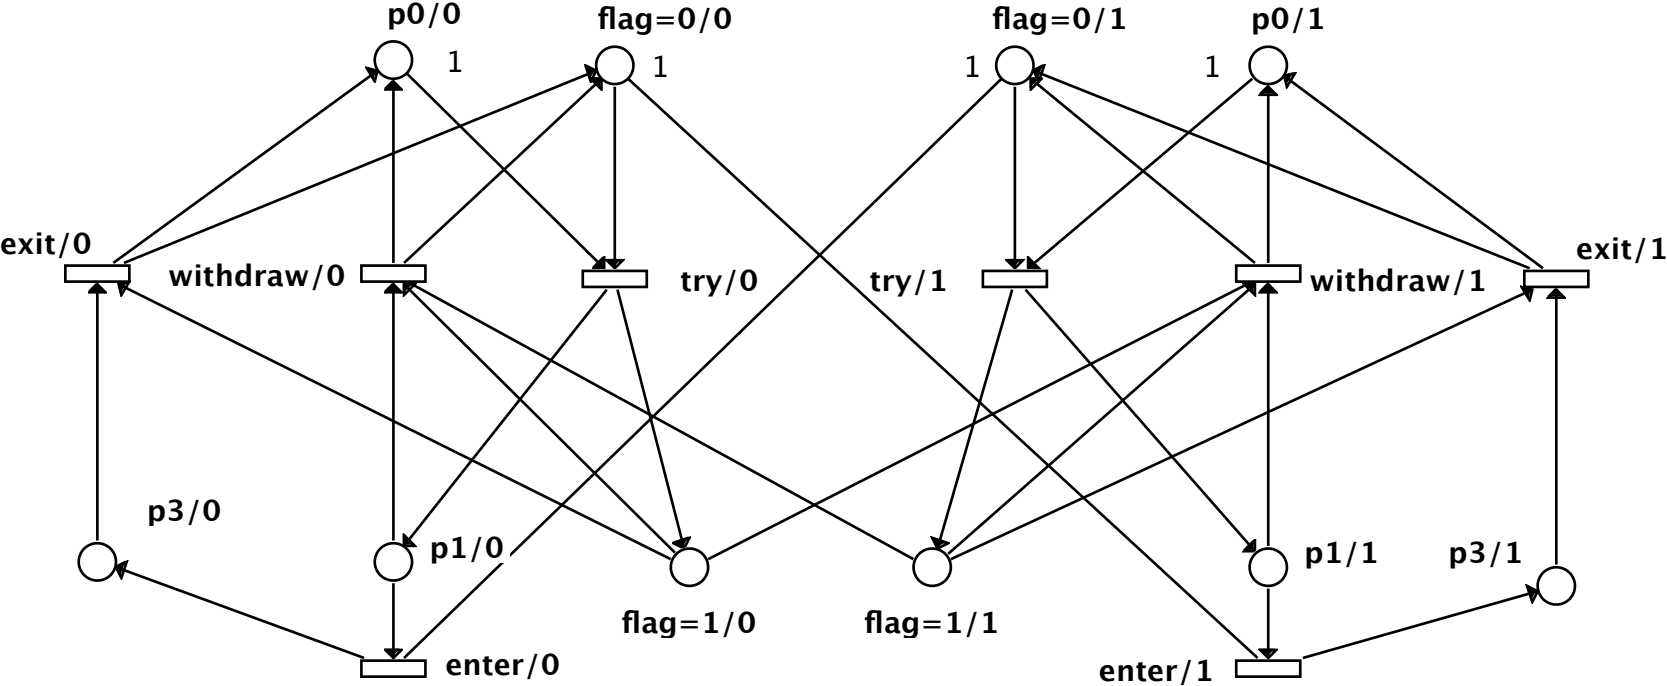 p0/0
flag=0/0
flag=0/1
p0/1
1
1
1
1
exit/0
withdraw/0
try/0
try/1
withdraw/1
exit/1
p3/0
p1/0
p1/1
p3/1
flag=1/0
flag=1/1
enter/0
enter/1